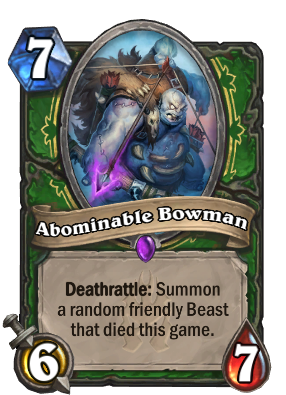 7
Abominable Bowman
Deathrattle: Summon
a random friendly Beast
that died this game.
6
7